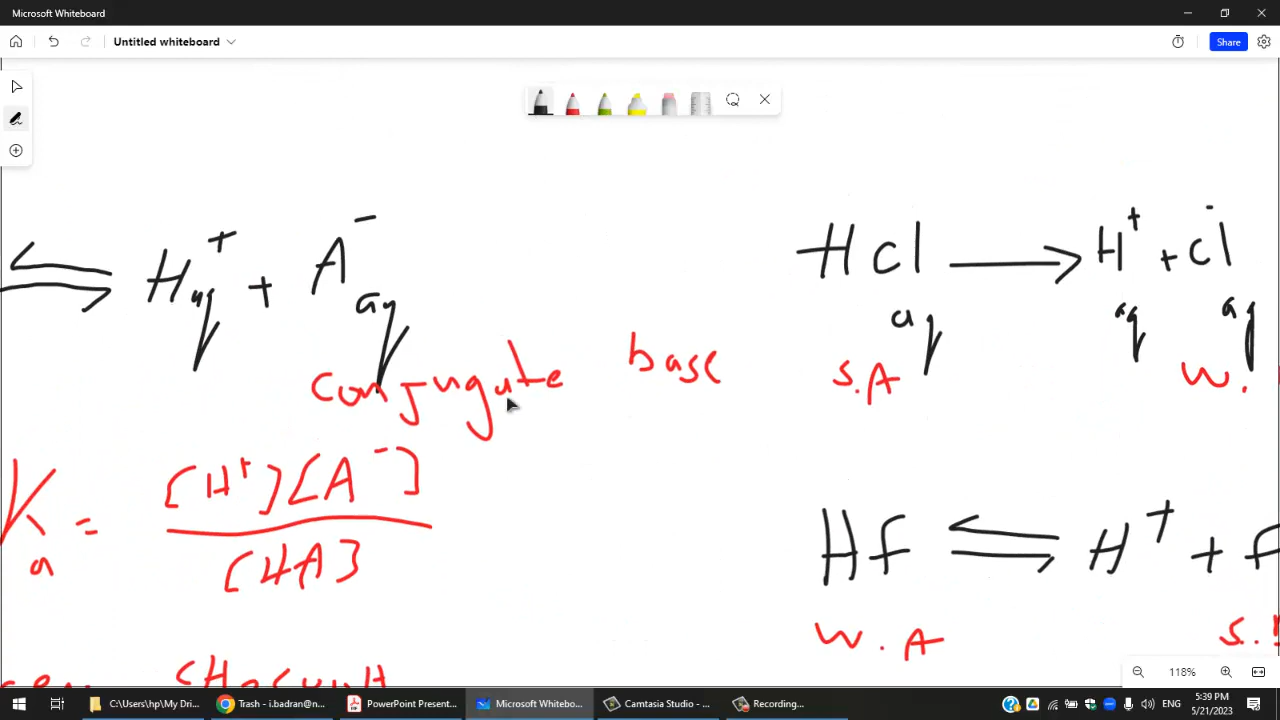 Microsoft Whiteboard
Untitled whiteboard
Share
⇌ H⁺aq + A⁻aq
conjugate base
Ka = [H⁺][A⁻] / [HA]
Hcl aq ⟶ H⁺ aq + cl⁻ aq
S.A W.
Hf ⇌ H⁺ + f
W.A S.
118%
C:\Users\hp\My Dri...
Trash - i.badran@n...
PowerPoint Present...
Microsoft Whitebo...
Camtasia Studio - ...
Recording...
ENG
5:39 PM
5/21/2023